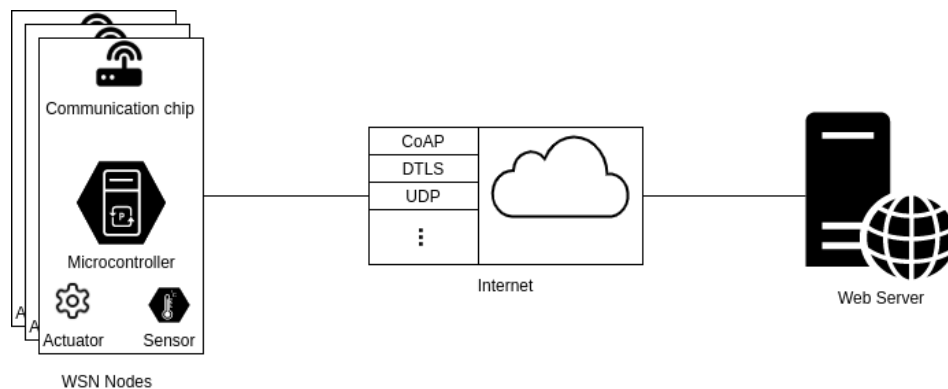 Communication chip
Microcontroller
A
A
Actuator
Sensor
WSN Nodes
CoAP
DTLS
UDP
⋮
Internet
P
°C
Web Server